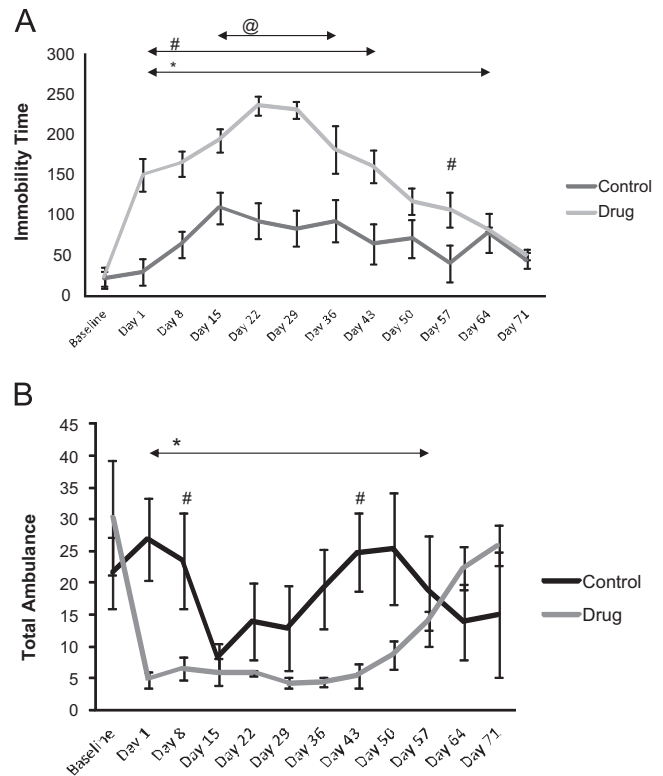 A
@
#
*
300
250
200
150
100
50
0
Immobility Time
#
Control
Drug
Baseline
Day 1
Day 8
Day 15
Day 22
Day 29
Day 36
Day 43
Day 50
Day 57
Day 64
Day 71
B
45
40
35
30
25
20
15
10
5
0
Total Ambulance
*
#
#
Control
Drug
Baseline
Day 1
Day 8
Day 15
Day 22
Day 29
Day 36
Day 43
Day 50
Day 57
Day 64
Day 71